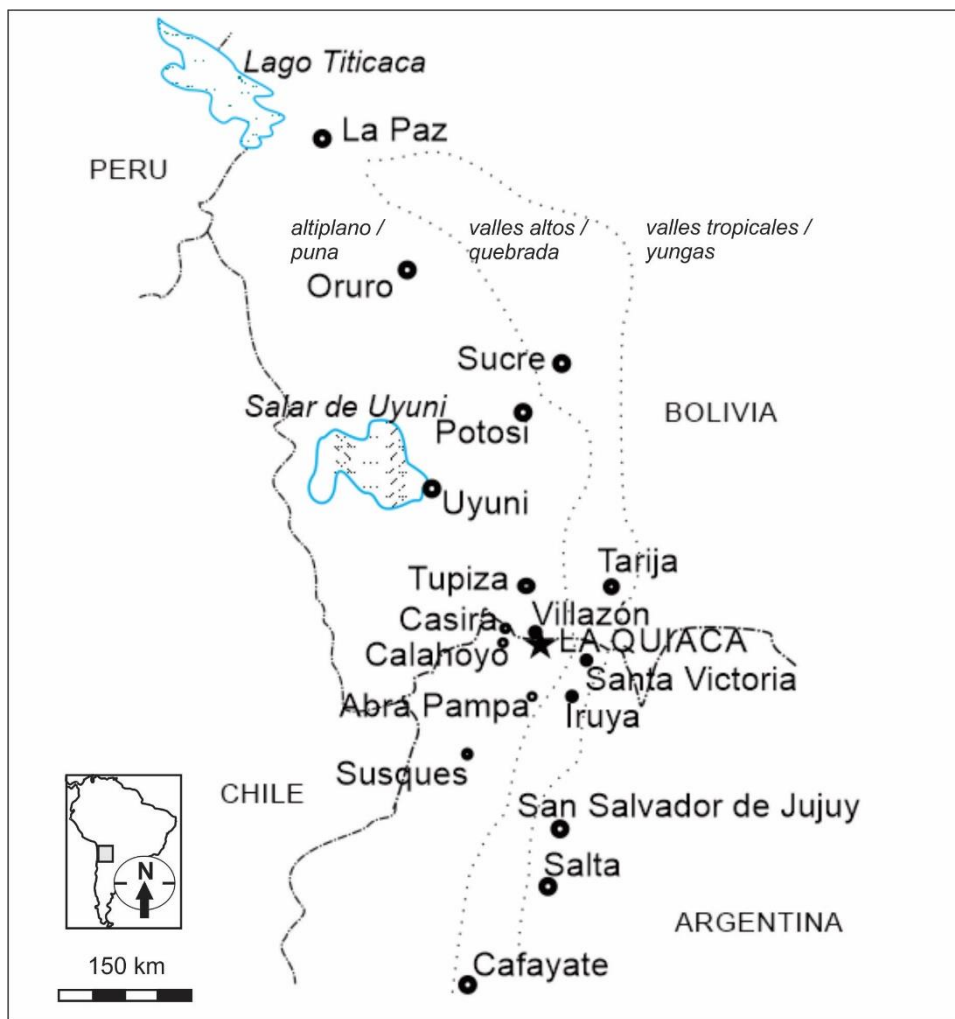 Lago Titicaca
La Paz
PERU
altiplano /
puna
valles altos /
quebrada
valles tropicales /
yungas
Oruro
Sucre
Salar de Uyuni
BOLIVIA
Potosi
Uyuni
Tupiza
Tarija
Casira
Villazón
Calahoyo
LA QUIACA
Santa Victoria
Abra Pampa
Iruya
Susques
CHILE
San Salvador de Jujuy
Salta
N
ARGENTINA
Cafayate
150 km